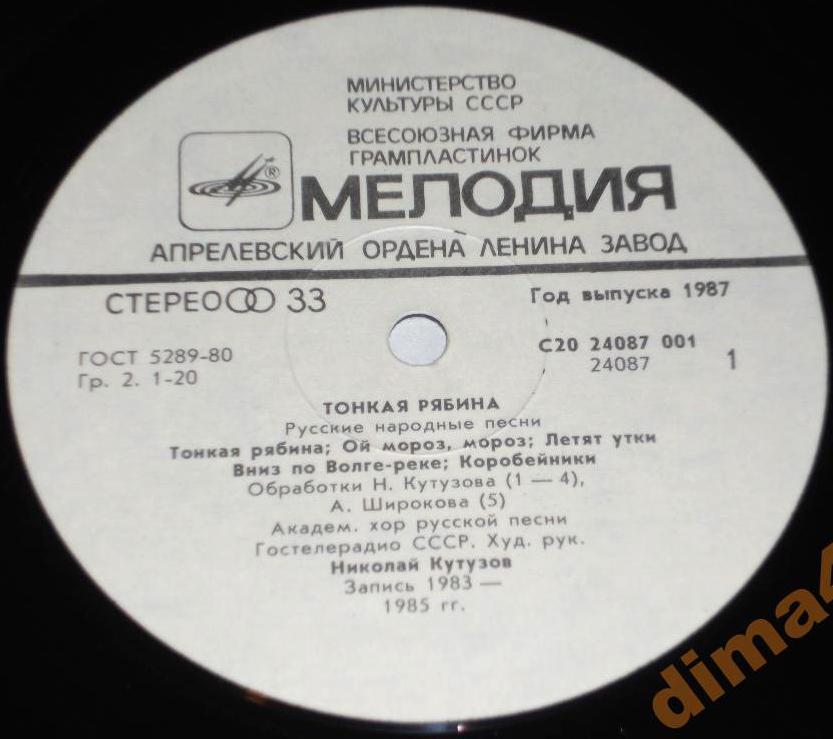 МИНИСТЕРСТВО
КУЛЬТУРЫ СССР
ВСЕСОЮЗНАЯ ФИРМА
ГРАМПЛАСТИНОК
®
МЕЛОДИЯ
АПРЕЛЕВСКИЙ ОРДЕНА ЛЕНИНА ЗАВОД
СТЕРЕО 33
Год выпуска 1987
ГОСТ 5289-80
Гр. 2. 1-20
С20 24087 001
24087
1
ТОНКАЯ РЯБИНА
Русские народные песни
Тонкая рябина; Ой мороз, мороз; Летят утки
Вниз по Волге-реке; Коробейники
Обработки Н. Кутузова (1 — 4),
А. Широкова (5)
Академ. хор русской песни
Гостелерадио СССР. Худ. рук.
Николай Кутузов
Запись 1983 —
1985 гг.
dima4